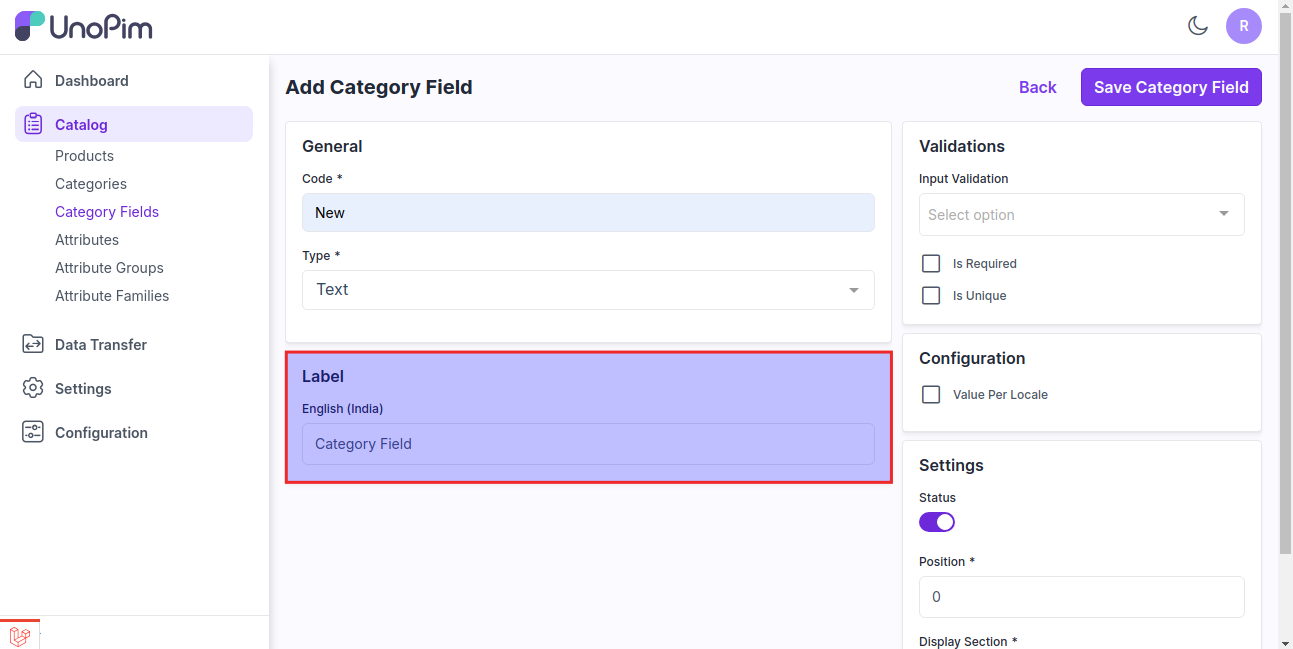 UnoPim
R
Dashboard
Catalog
Products
Categories
Category Fields
Attributes
Attribute Groups
Attribute Families
Data Transfer
Settings
Configuration
Add Category Field
Back
Save Category Field
General
Code *
New
Type *
Text
Label
English (India)
Category Field
Validations
Input Validation
Select option
Is Required
Is Unique
Configuration
Value Per Locale
Settings
Status
Position *
0
Display Section *